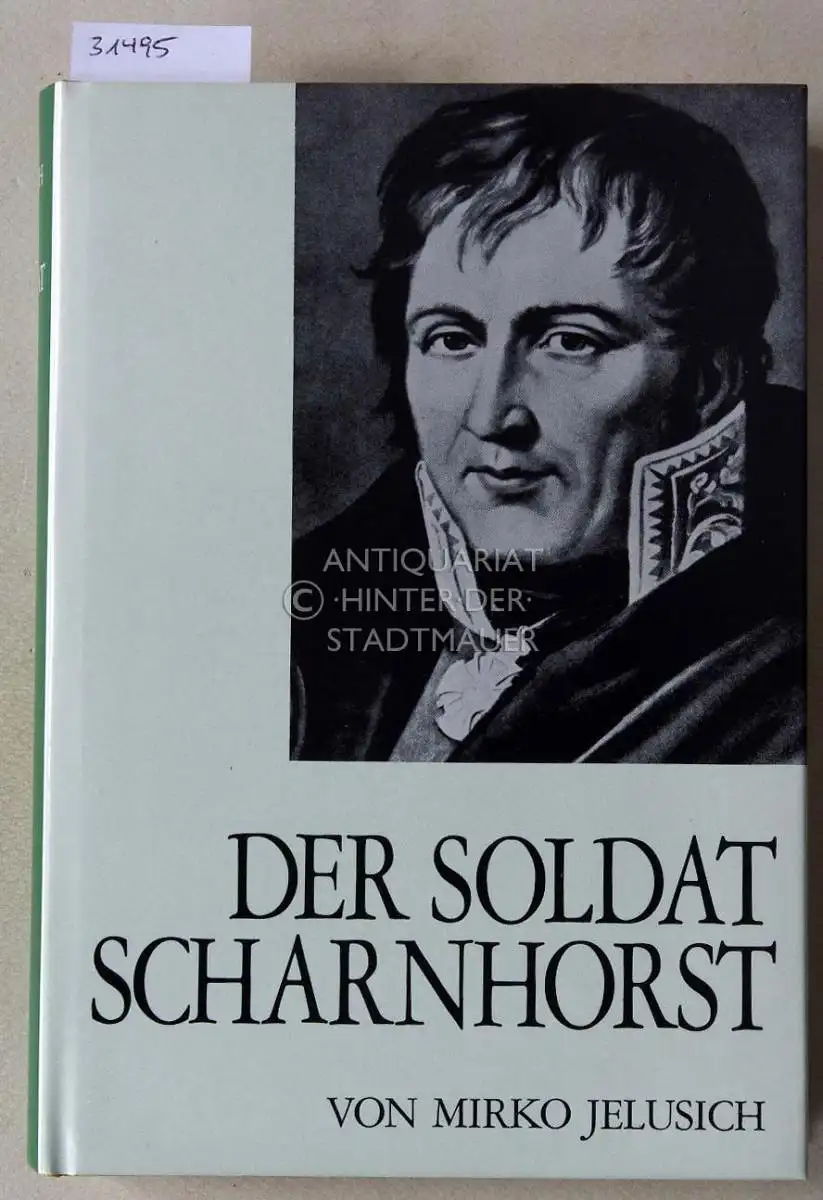 31495
ANTIQUARIAT
© ·HINTER·DER·
STADTMAUER
DER SOLDAT
SCHARNHORST
VON MIRKO JELUSICH